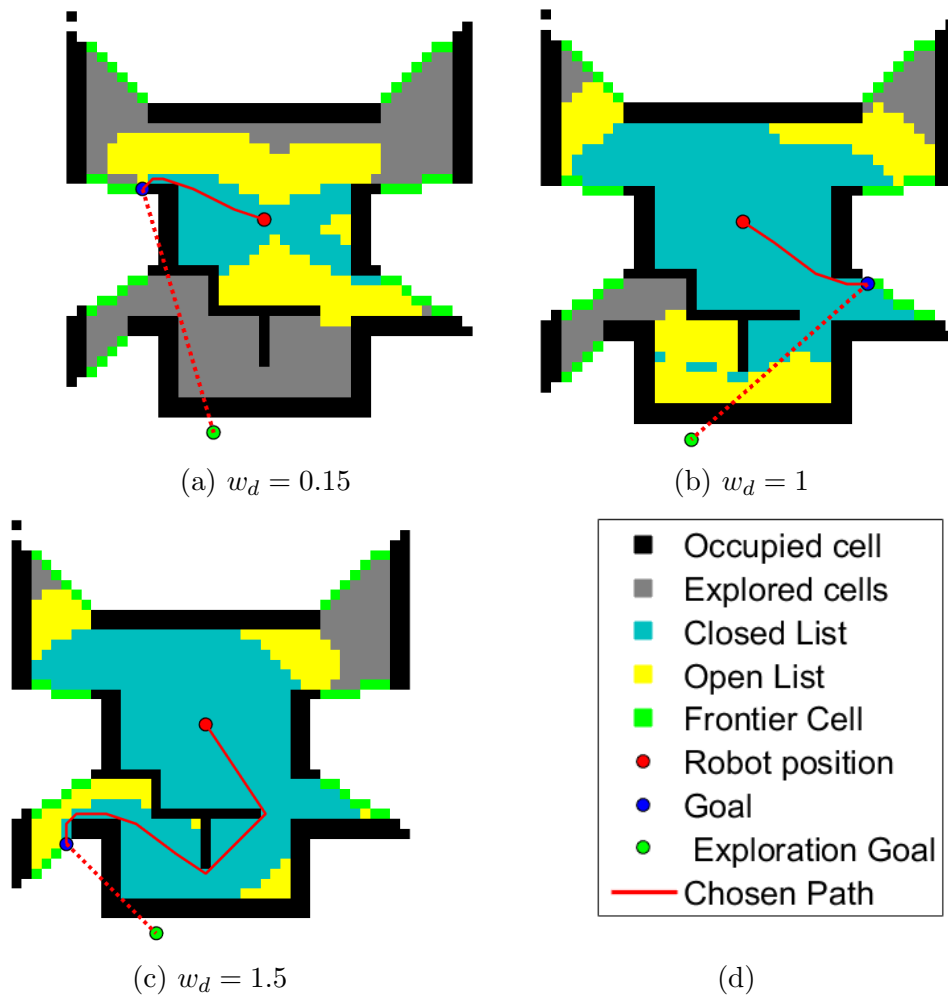 (a) w_d = 0.15
(b) w_d = 1
Occupied cell
Explored cells
Closed List
Open List
Frontier Cell
Robot position
Goal
Exploration Goal
Chosen Path
(c) w_d = 1.5
(d)